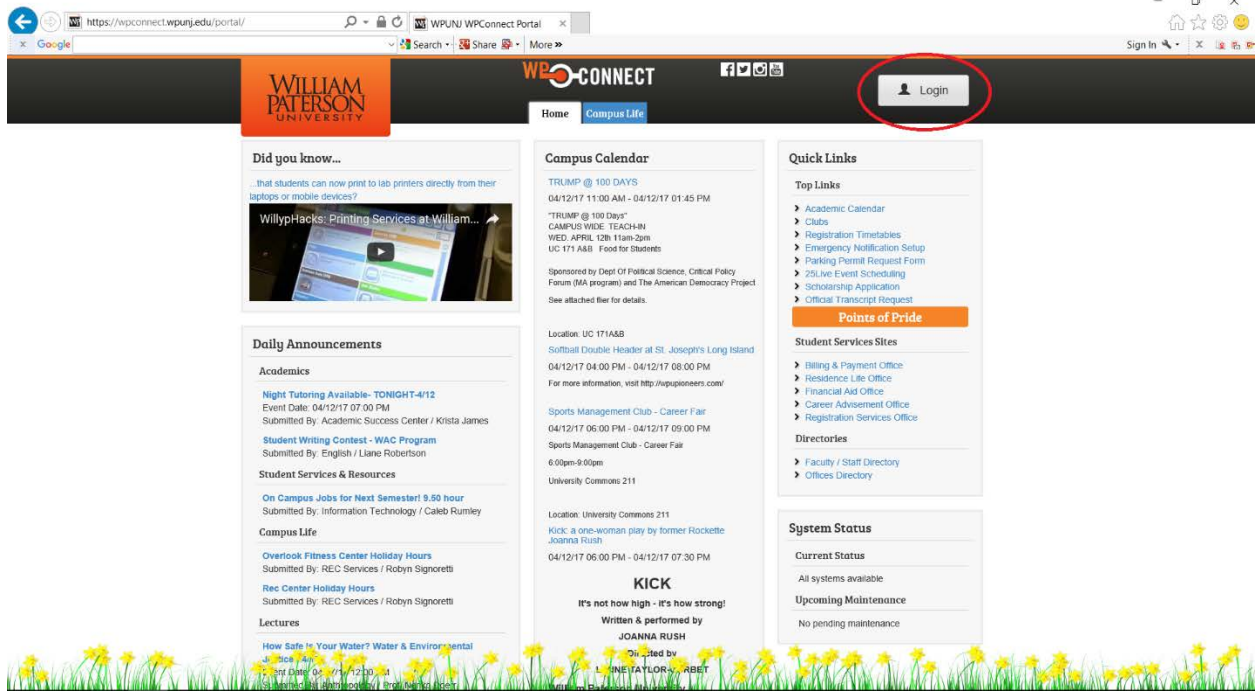 https://wpconnect.wpunj.edu/portal/
WPUNJ WPConnect Portal
x Google
Search
Share
More »
Sign In
WILLIAM
PATERSON
UNIVERSITY
WP CONNECT
Home
Campus Life
Login
Did you know...
...that students can now print to lab printers directly from their
laptops or mobile devices?
WillypHacks: Printing Services at William...
Daily Announcements
Academics
Night Tutoring Available- TONIGHT-4/12
Event Date: 04/12/17 07:00 PM
Submitted By: Academic Success Center / Krista James
Student Writing Contest - WAC Program
Submitted By: English / Liane Robertson
Student Services & Resources
On Campus Jobs for Next Semester! 9.50 hour
Submitted By: Information Technology / Caleb Rumley
Campus Life
Overlook Fitness Center Holiday Hours
Submitted By: REC Services / Robyn Signoretti
Rec Center Holiday Hours
Submitted By: REC Services / Robyn Signoretti
Lectures
How Safe Is Your Water? Water & Environmental
Campus Calendar
TRUMP @ 100 DAYS
04/12/17 11:00 AM - 04/12/17 01:45 PM
"TRUMP @ 100 Days"
CAMPUS WIDE TEACH-IN
WED. APRIL 12th 11am-2pm
UC 171 A&B Food for Students
Sponsored by Dept Of Political Science, Critical Policy
Forum (MA program) and The American Democracy Project
See attached flier for details.
Location: UC 171A&B
Softball Double Header at St. Joseph's Long Island
04/12/17 04:00 PM - 04/12/17 08:00 PM
For more information, visit http://wpupioneers.com/
Sports Management Club - Career Fair
04/12/17 06:00 PM - 04/12/17 09:00 PM
Sports Management Club - Career Fair
6:00pm-9:00pm
University Commons 211
Location: University Commons 211
Kick: a one-woman play by former Rockette
Joanna Rush
04/12/17 06:00 PM - 04/12/17 07:30 PM
KICK
It's not how high - it's how strong!
Written & performed by
JOANNA RUSH
Directed by
Quick Links
Top Links
Academic Calendar
Clubs
Registration Timetables
Emergency Notification Setup
Parking Permit Request Form
25Live Event Scheduling
Scholarship Application
Official Transcript Request
Points of Pride
Student Services Sites
Billing & Payment Office
Residence Life Office
Financial Aid Office
Career Advisement Office
Registration Services Office
Directories
Faculty / Staff Directory
Offices Directory
System Status
Current Status
All systems available
Upcoming Maintenance
No pending maintenance